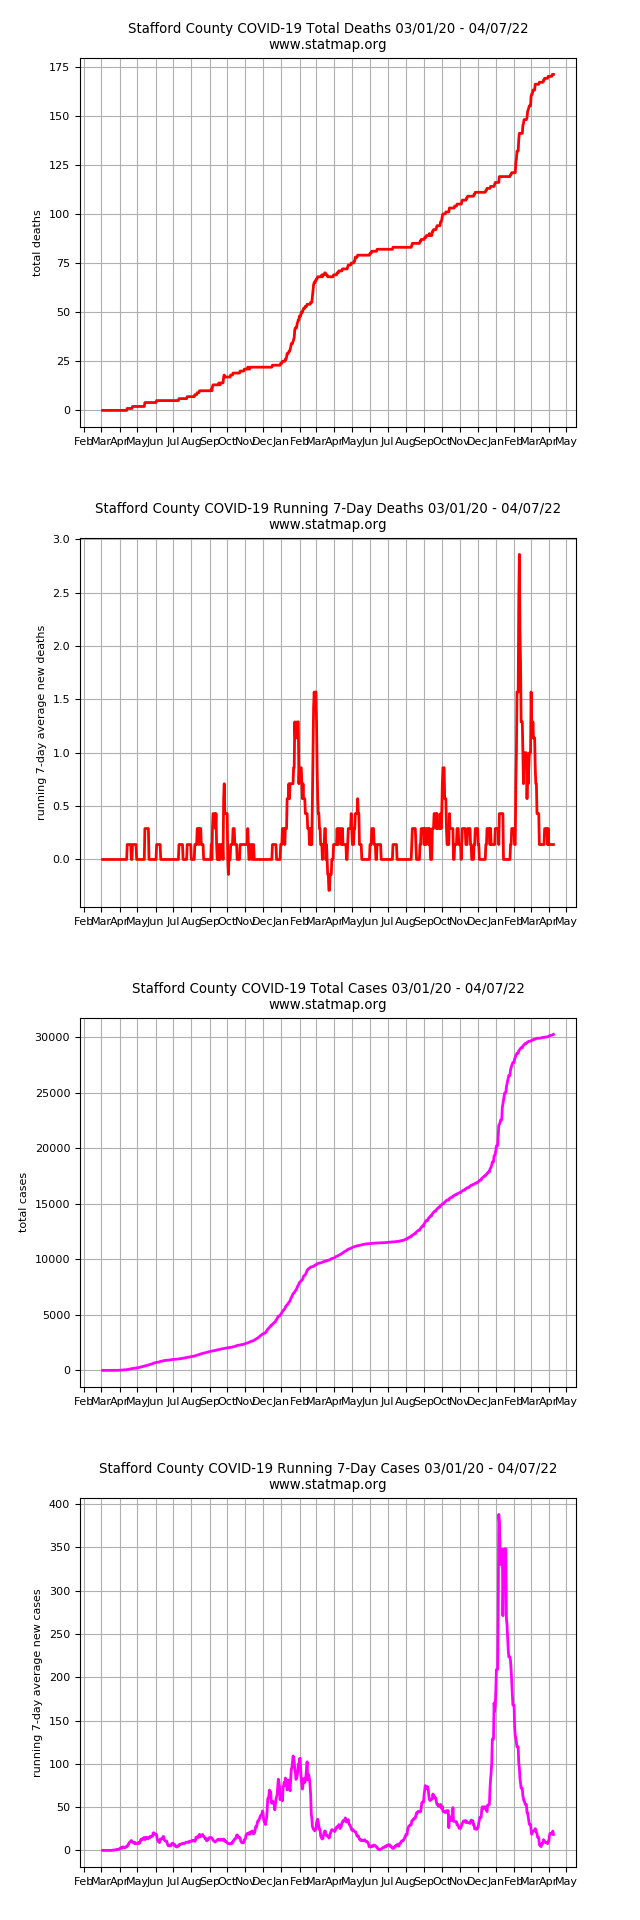 Stafford County COVID-19 Total Deaths 03/01/20 - 04/07/22
www.statmap.org
175
150
125
100
75
50
25
0
total deaths
Feb Mar Apr May Jun Jul Aug Sep Oct Nov Dec Jan Feb Mar Apr May Jun Jul Aug Sep Oct Nov Dec Jan Feb Mar Apr May
Stafford County COVID-19 Running 7-Day Deaths 03/01/20 - 04/07/22
www.statmap.org
3.0
2.5
2.0
1.5
1.0
0.5
0.0
running 7-day average new deaths
Feb Mar Apr May Jun Jul Aug Sep Oct Nov Dec Jan Feb Mar Apr May Jun Jul Aug Sep Oct Nov Dec Jan Feb Mar Apr May
Stafford County COVID-19 Total Cases 03/01/20 - 04/07/22
www.statmap.org
30000
25000
20000
15000
10000
5000
0
total cases
Feb Mar Apr May Jun Jul Aug Sep Oct Nov Dec Jan Feb Mar Apr May Jun Jul Aug Sep Oct Nov Dec Jan Feb Mar Apr May
Stafford County COVID-19 Running 7-Day Cases 03/01/20 - 04/07/22
www.statmap.org
400
350
300
250
200
150
100
50
0
running 7-day average new cases
Feb Mar Apr May Jun Jul Aug Sep Oct Nov Dec Jan Feb Mar Apr May Jun Jul Aug Sep Oct Nov Dec Jan Feb Mar Apr May